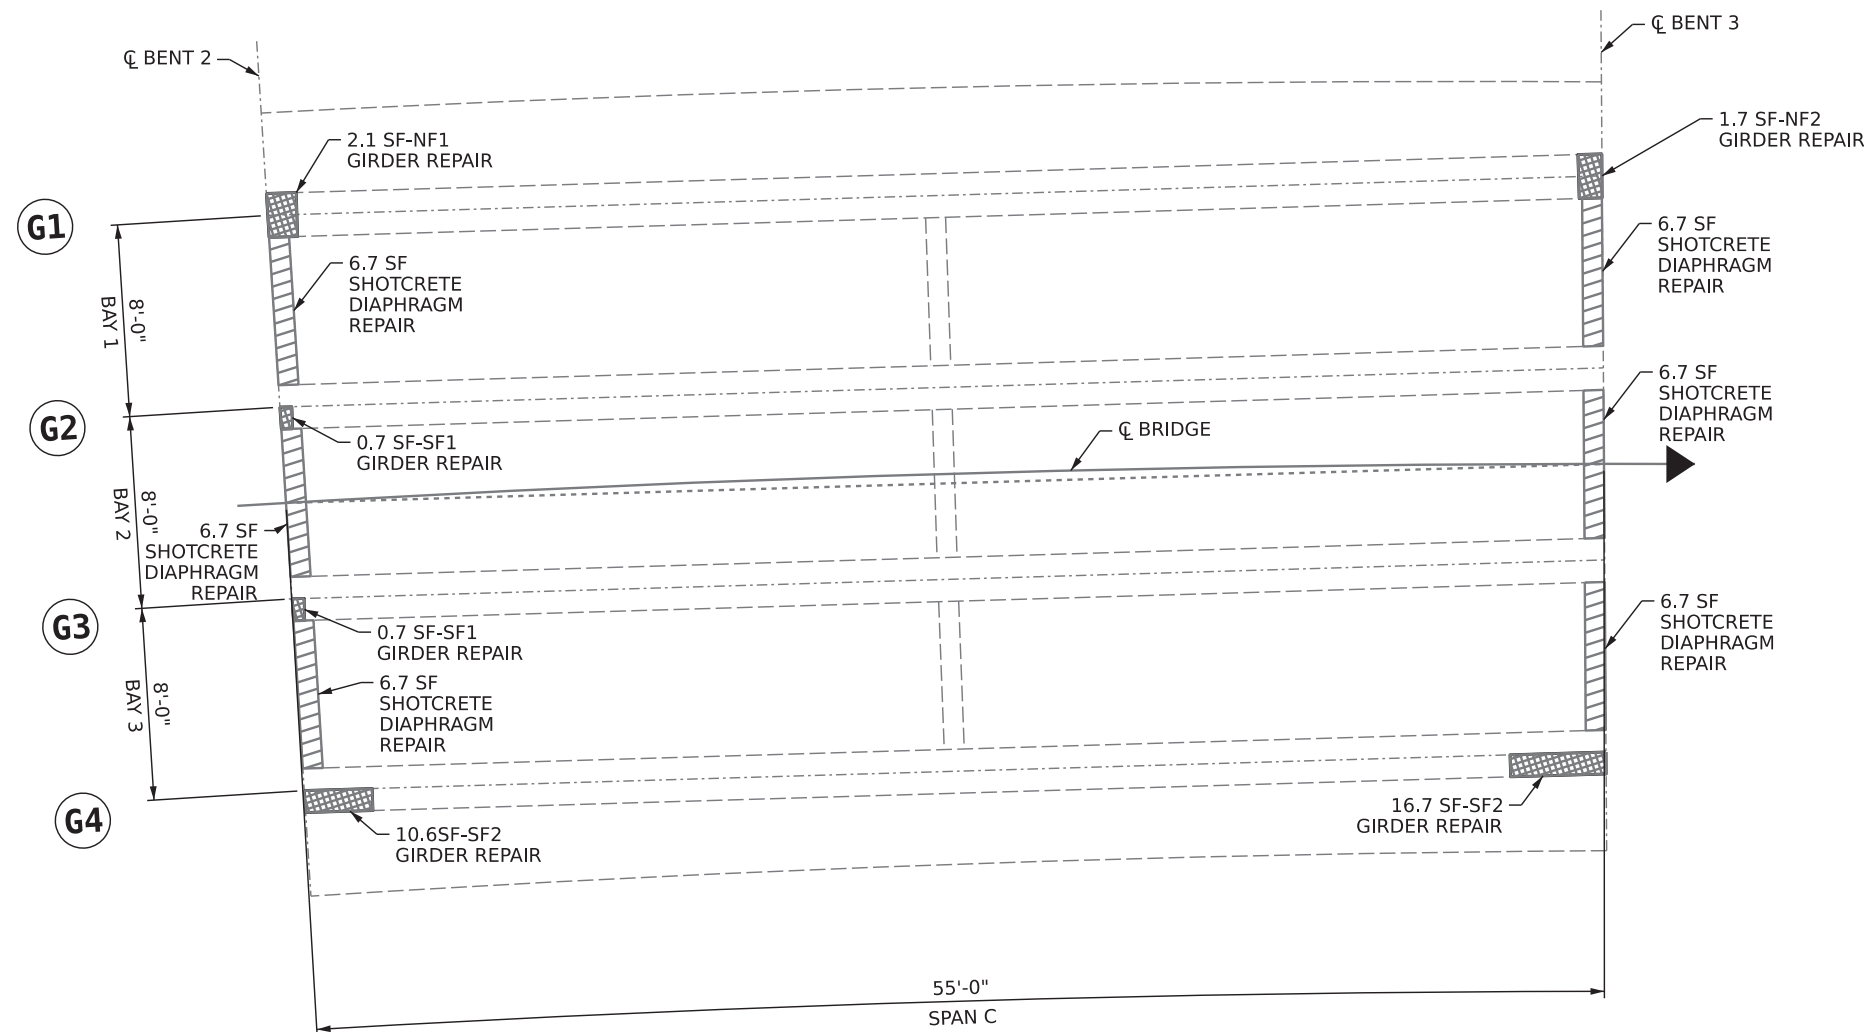 ℄ BENT 2
℄ BENT 3
2.1 SF-NF1
GIRDER REPAIR
1.7 SF-NF2
GIRDER REPAIR
G1
6.7 SF
SHOTCRETE
DIAPHRAGM
REPAIR
6.7 SF
SHOTCRETE
DIAPHRAGM
REPAIR
8'-0"
BAY 1
G2
0.7 SF-SF1
GIRDER REPAIR
℄ BRIDGE
6.7 SF
SHOTCRETE
DIAPHRAGM
REPAIR
8'-0"
BAY 2
6.7 SF
SHOTCRETE
DIAPHRAGM
REPAIR
G3
0.7 SF-SF1
GIRDER REPAIR
6.7 SF
SHOTCRETE
DIAPHRAGM
REPAIR
6.7 SF
SHOTCRETE
DIAPHRAGM
REPAIR
8'-0"
BAY 3
G4
10.6SF-SF2
GIRDER REPAIR
16.7 SF-SF2
GIRDER REPAIR
55'-0"
SPAN C